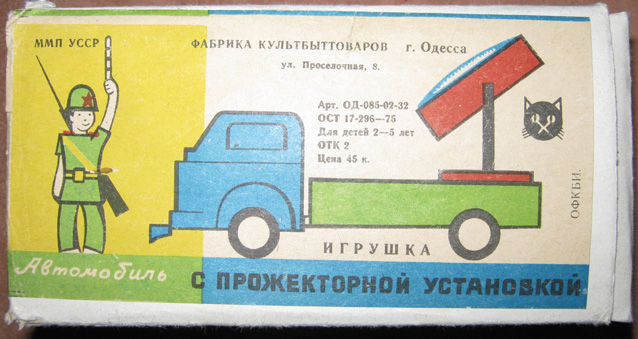 ММП УССР
ФАБРИКА КУЛЬТБЫТТОВАРОВ г. Одесса
ул. Проселочная, 8.
Арт. ОД-085-02-32
ОСТ 17-296—75
Для детей 2—5 лет
ОТК 2
Цена 45 к.
ОФКБИ.
ИГРУШКА
Автомобиль
С ПРОЖЕКТОРНОЙ УСТАНОВКОЙ